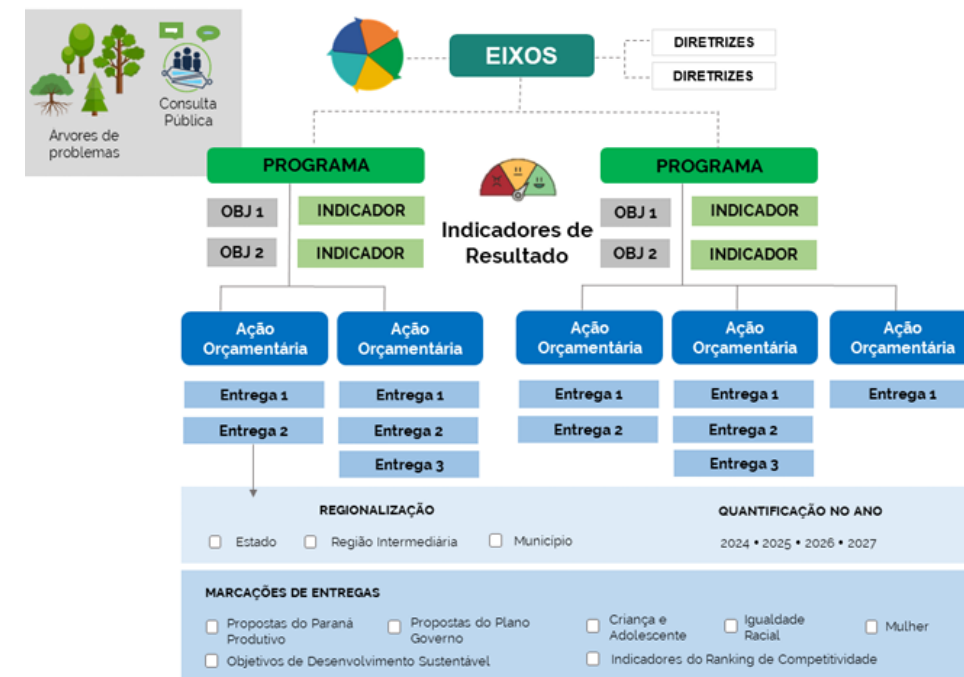 EIXOS
DIRETRIZES
DIRETRIZES
Consulta
Pública
Arvores de
problemas
PROGRAMA
PROGRAMA
OBJ 1
INDICADOR
OBJ 2
INDICADOR
Indicadores de
Resultado
OBJ 1
INDICADOR
OBJ 2
INDICADOR
Ação
Orçamentária
Ação
Orçamentária
Ação
Orçamentária
Ação
Orçamentária
Ação
Orçamentária
Entrega 1
Entrega 1
Entrega 1
Entrega 1
Entrega 1
Entrega 2
Entrega 2
Entrega 2
Entrega 2
Entrega 3
Entrega 3
REGIONALIZAÇÃO
Estado
Região Intermediária
Município
QUANTIFICAÇÃO NO ANO
2024 • 2025 • 2026 • 2027
MARCAÇÕES DE ENTREGAS
Propostas do Paraná
Produtivo
Propostas do Plano
Governo
Criança e
Adolescente
Igualdade
Racial
Mulher
Objetivos de Desenvolvimento Sustentável
Indicadores do Ranking de Competitividade